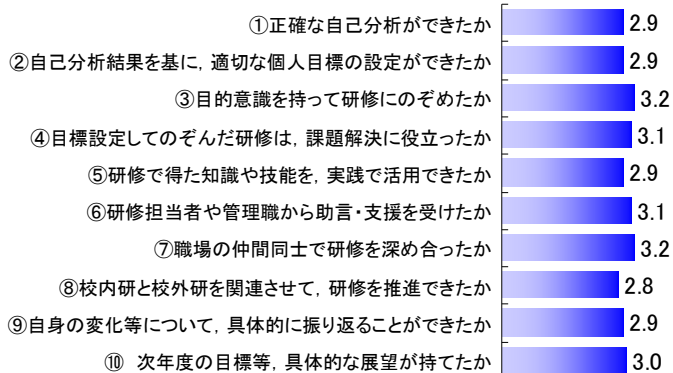 ①正確な自己分析ができたか 2.9
②自己分析結果を基に，適切な個人目標の設定ができたか 2.9
③目的意識を持って研修にのぞめたか 3.2
④目標設定してのぞんだ研修は，課題解決に役立ったか 3.1
⑤研修で得た知識や技能を，実践で活用できたか 2.9
⑥研修担当者や管理職から助言・支援を受けたか 3.1
⑦職場の仲間同士で研修を深め合ったか 3.2
⑧校内研と校外研を関連させて，研修を推進できたか 2.8
⑨自身の変化等について，具体的に振り返ることができたか 2.9
⑩　次年度の目標等，具体的な展望が持てたか 3.0